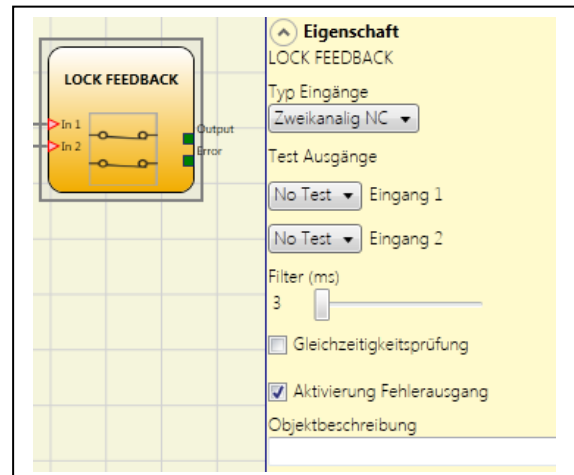 LOCK FEEDBACK
In 1
In 2
Output
Error
Eigenschaft
LOCK FEEDBACK
Typ Eingänge
Zweikanalig NC
Test Ausgänge
No Test Eingang 1
No Test Eingang 2
Filter (ms)
3
Gleichzeitigkeitsprüfung
Aktivierung Fehlerausgang
Objektbeschreibung